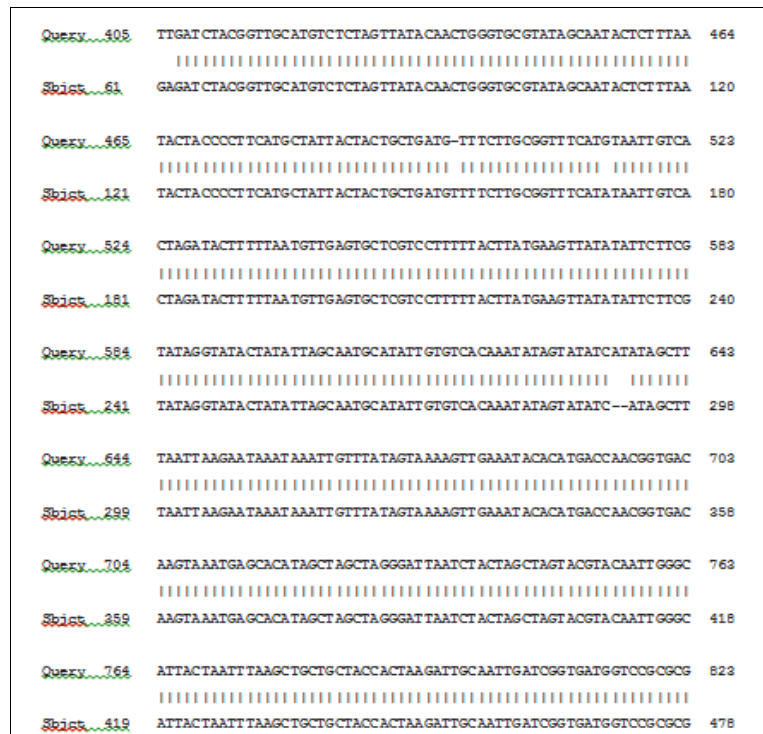 Query 405 TTGATCTACGGTTGCATGTCTCTAGTTATACAACTGGGTGCGTATAGCAATACTCTTTAA 464
||||||||||||||||||||||||||||||||||||||||||||||||||||||||||
Sbjct 61 GAGATCTACGGTTGCATGTCTCTAGTTATACAACTGGGTGCGTATAGCAATACTCTTTAA 120
Query 465 TACTACCCCTTCATGCTATTACTACTGCTGATG-TTTCTTGCGGTTTCATGTAATTGTCA 523
||||||||||||||||||||||||||||||||| |||||||||||||||| |||||||||
Sbjct 121 TACTACCCCTTCATGCTATTACTACTGCTGATGTTTTCTTGCGGTTTCATATAATTGTCA 180
Query 524 CTAGATACTTTTTAATGTTGAGTGCTCGTCCTTTTTACTTATGAAGTTATATATTCTTCG 583
||||||||||||||||||||||||||||||||||||||||||||||||||||||||||||
Sbjct 181 CTAGATACTTTTTAATGTTGAGTGCTCGTCCTTTTTACTTATGAAGTTATATATTCTTCG 240
Query 584 TATAGGTATACTATATTAGCAATGCATATTGTGTCACAAATATAGTATATCATATAGCTT 643
|||||||||||||||||||||||||||||||||||||||||||||||||||  |||||||
Sbjct 241 TATAGGTATACTATATTAGCAATGCATATTGTGTCACAAATATAGTATATC--ATAGCTT 298
Query 644 TAATTAAGAATAAATAAATTGTTTATAGTAAAAGTTGAAATACACATGACCAACGGTGAC 703
||||||||||||||||||||||||||||||||||||||||||||||||||||||||||||
Sbjct 299 TAATTAAGAATAAATAAATTGTTTATAGTAAAAGTTGAAATACACATGACCAACGGTGAC 358
Query 704 AAGTAAATGAGCACATAGCTAGCTAGGGATTAATCTACTAGCTAGTACGTACAATTGGGC 763
||||||||||||||||||||||||||||||||||||||||||||||||||||||||||||
Sbjct 359 AAGTAAATGAGCACATAGCTAGCTAGGGATTAATCTACTAGCTAGTACGTACAATTGGGC 418
Query 764 ATTACTAATTTAAGCTGCTGCTACCACTAAGATTGCAATTGATCGGTGATGGTCCGCGCG 823
||||||||||||||||||||||||||||||||||||||||||||||||||||||||||||
Sbjct 419 ATTACTAATTTAAGCTGCTGCTACCACTAAGATTGCAATTGATCGGTGATGGTCCGCGCG 478